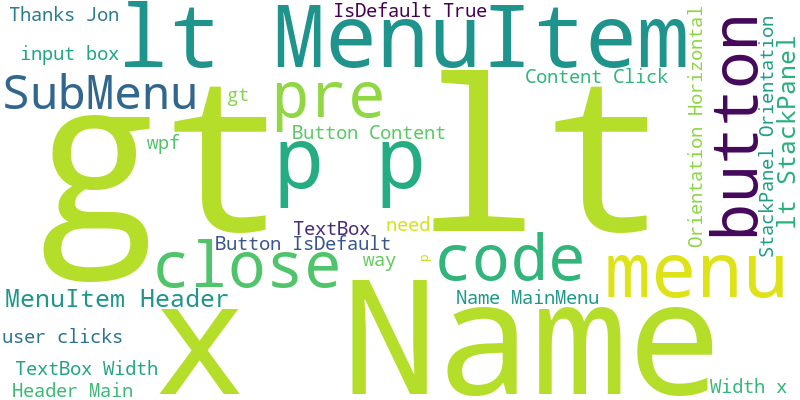 Thanks Jon
lt MenuItem
IsDefault True
input box
SubMenu
gt
pre
Content Click
gt lt
wpf
Button Content
p p
button
Orientation Horizontal
StackPanel Orientation
lt StackPanel
TextBox
need
Button IsDefault
close
way
d
code
menu
MenuItem Header
x Name
Name MainMenu
user clicks
TextBox Width
Header Main
Width x